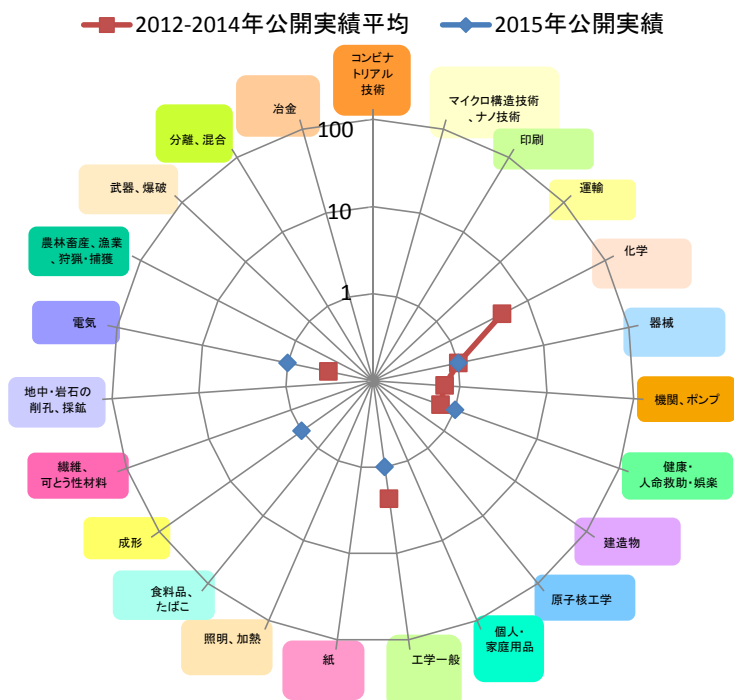 2012-2014年公開実績平均
2015年公開実績
コンビナ
トリアル
技術
マイクロ構造技術
、ナノ技術
印刷
運輸
化学
器械
機関、ポンプ
健康・
人命救助・娯楽
建造物
原子核工学
個人・
家庭用品
工学一般
紙
照明、加熱
食料品、
たばこ
成形
繊維、
可とう性材料
地中・岩石の
削孔、採鉱
電気
農林畜産、漁業
、狩猟・捕獲
武器、爆破
分離、混合
冶金
100
10
1